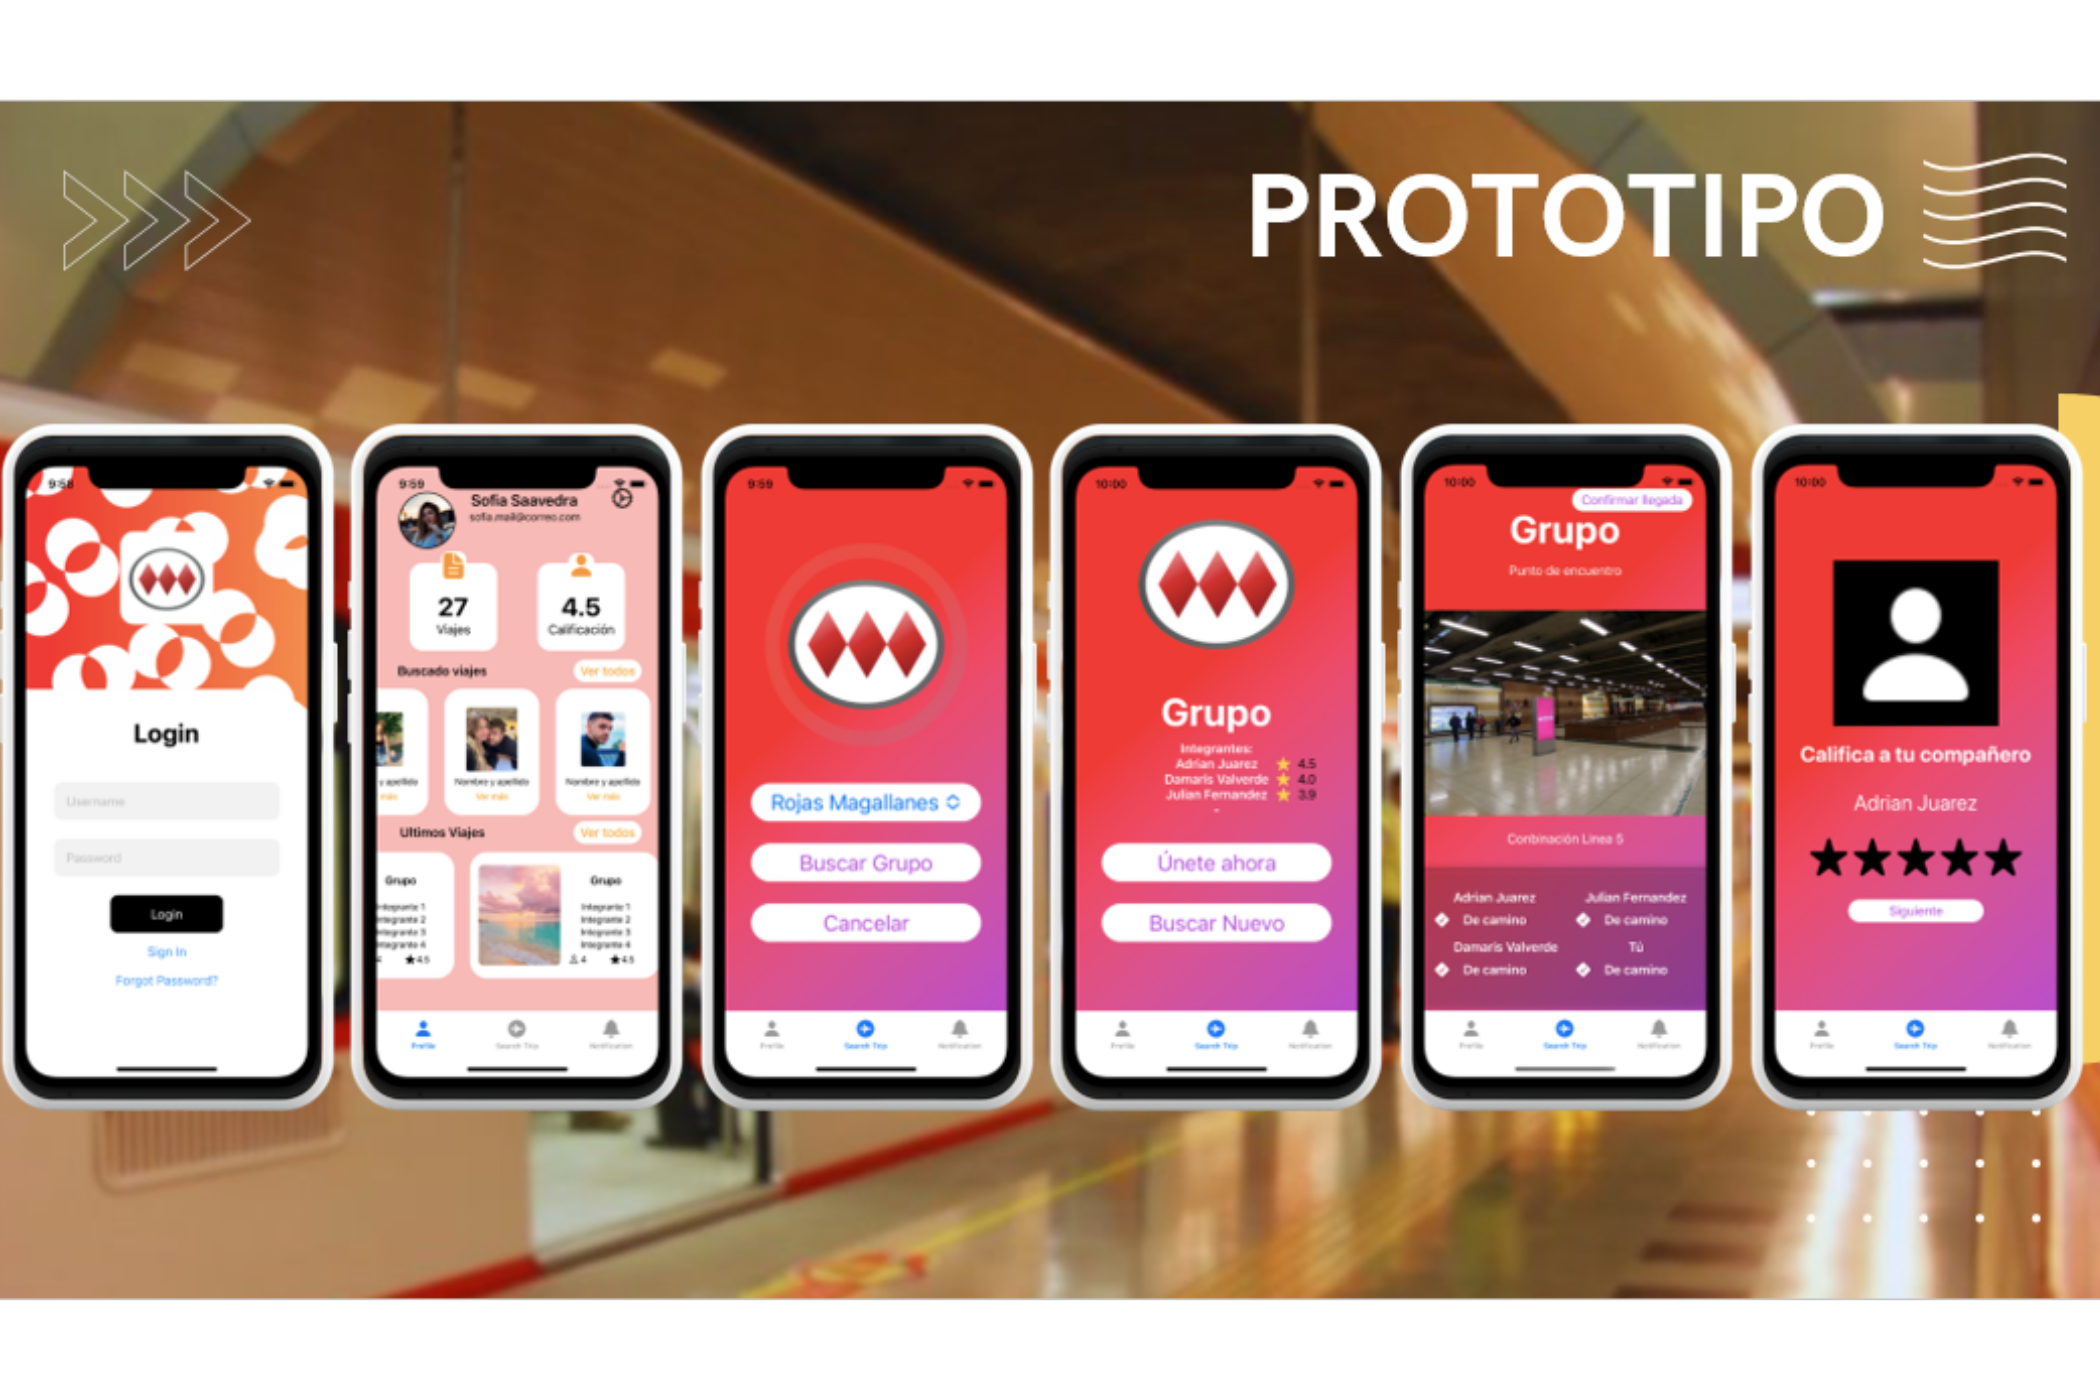 PROTOTIPO
9:58
Login
Username
Password
Login
Sign In
Forgot Password?
9:59
Sofia Saavedra
sofia.mail@correo.com
27
Viajes
4.5
Calificación
Buscado viajes
Ver todos
y apellido
más
Nombre y apellido
Ver más
Nombre y apellido
Ver más
Ultimos Viajes
Ver todos
Grupo
Integrante 1
Integrante 2
Integrante 3
Integrante 4
4 ★4.5
Grupo
Integrante 1
Integrante 2
Integrante 3
Integrante 4
4 ★4.5
Profile
Search Trip
Notification
9:59
Rojas Magallanes
Buscar Grupo
Cancelar
Profile
Search Trip
Notification
10:00
Grupo
Integrantes:
Adrian Juarez ★ 4.5
Damaris Valverde ★ 4.0
Julian Fernandez ★ 3.9
-
Únete ahora
Buscar Nuevo
Profile
Search Trip
Notification
10:00
Confirmar llegada
Grupo
Punto de encuentro
Conbinación Linea 5
Adrian Juarez
De camino
Julian Fernandez
De camino
Damaris Valverde
De camino
Tú
De camino
Profile
Search Trip
Notification
10:00
Califica a tu compañero
Adrian Juarez
★★★★★
Siguiente
Profile
Search Trip
Notification